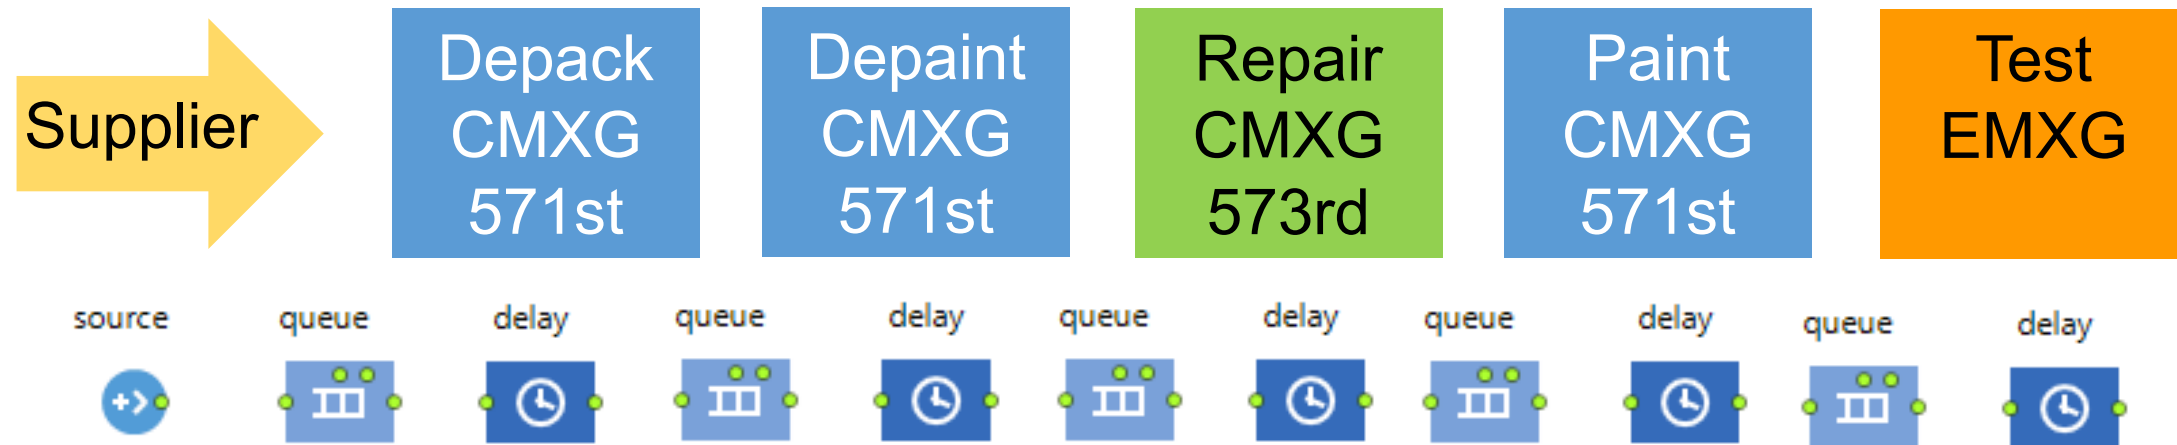 Supplier
Depack
CMXG
571st
Depaint
CMXG
571st
Repair
CMXG
573rd
Paint
CMXG
571st
Test
EMXG
source
queue
delay
queue
delay
queue
delay
queue
delay
queue
delay